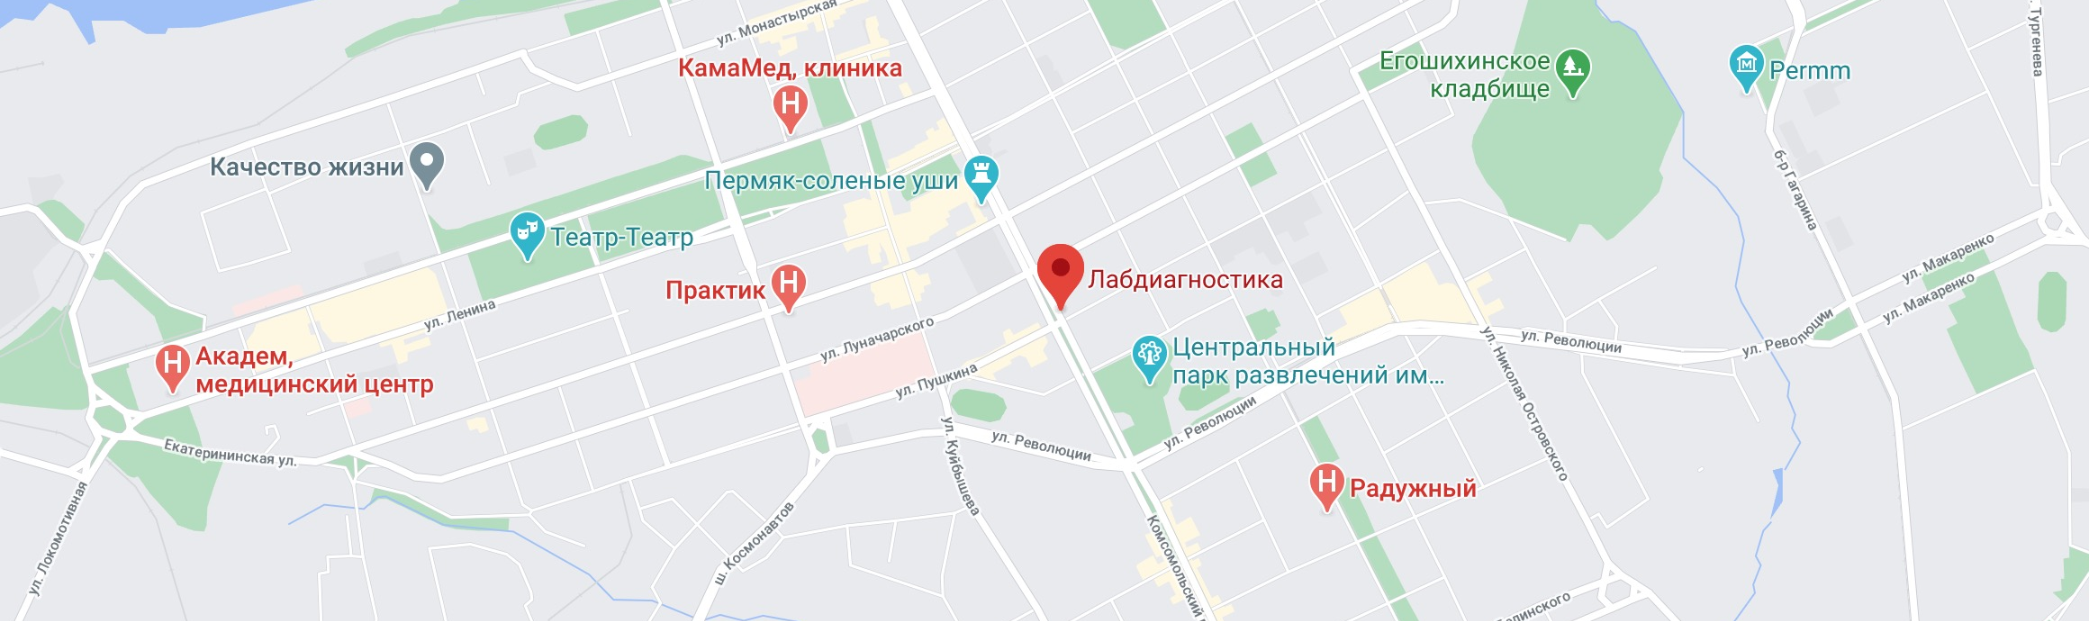 ул. Монастырская
ул. Тургенева
КамаМед, клиника
Егошихинское
кладбище
Permm
Качество жизни
Пермяк-соленые уши
б-р Гагарина
Театр-Театр
ул. Макаренко
Практик
Лабдиагностика
ул. Макаренко
ул. Ленина
ул. Луначарского
ул. Революции
ул. Революции
Академ,
медицинский центр
Центральный
парк развлечений им...
ул. Пушкина
ул. Николая Островского
ул. Революции
Екатерининская ул.
ул. Революции
ул. Куйбышева
Радужный
ул. Локомотивная
ш. Космонавтов
Комсомольский